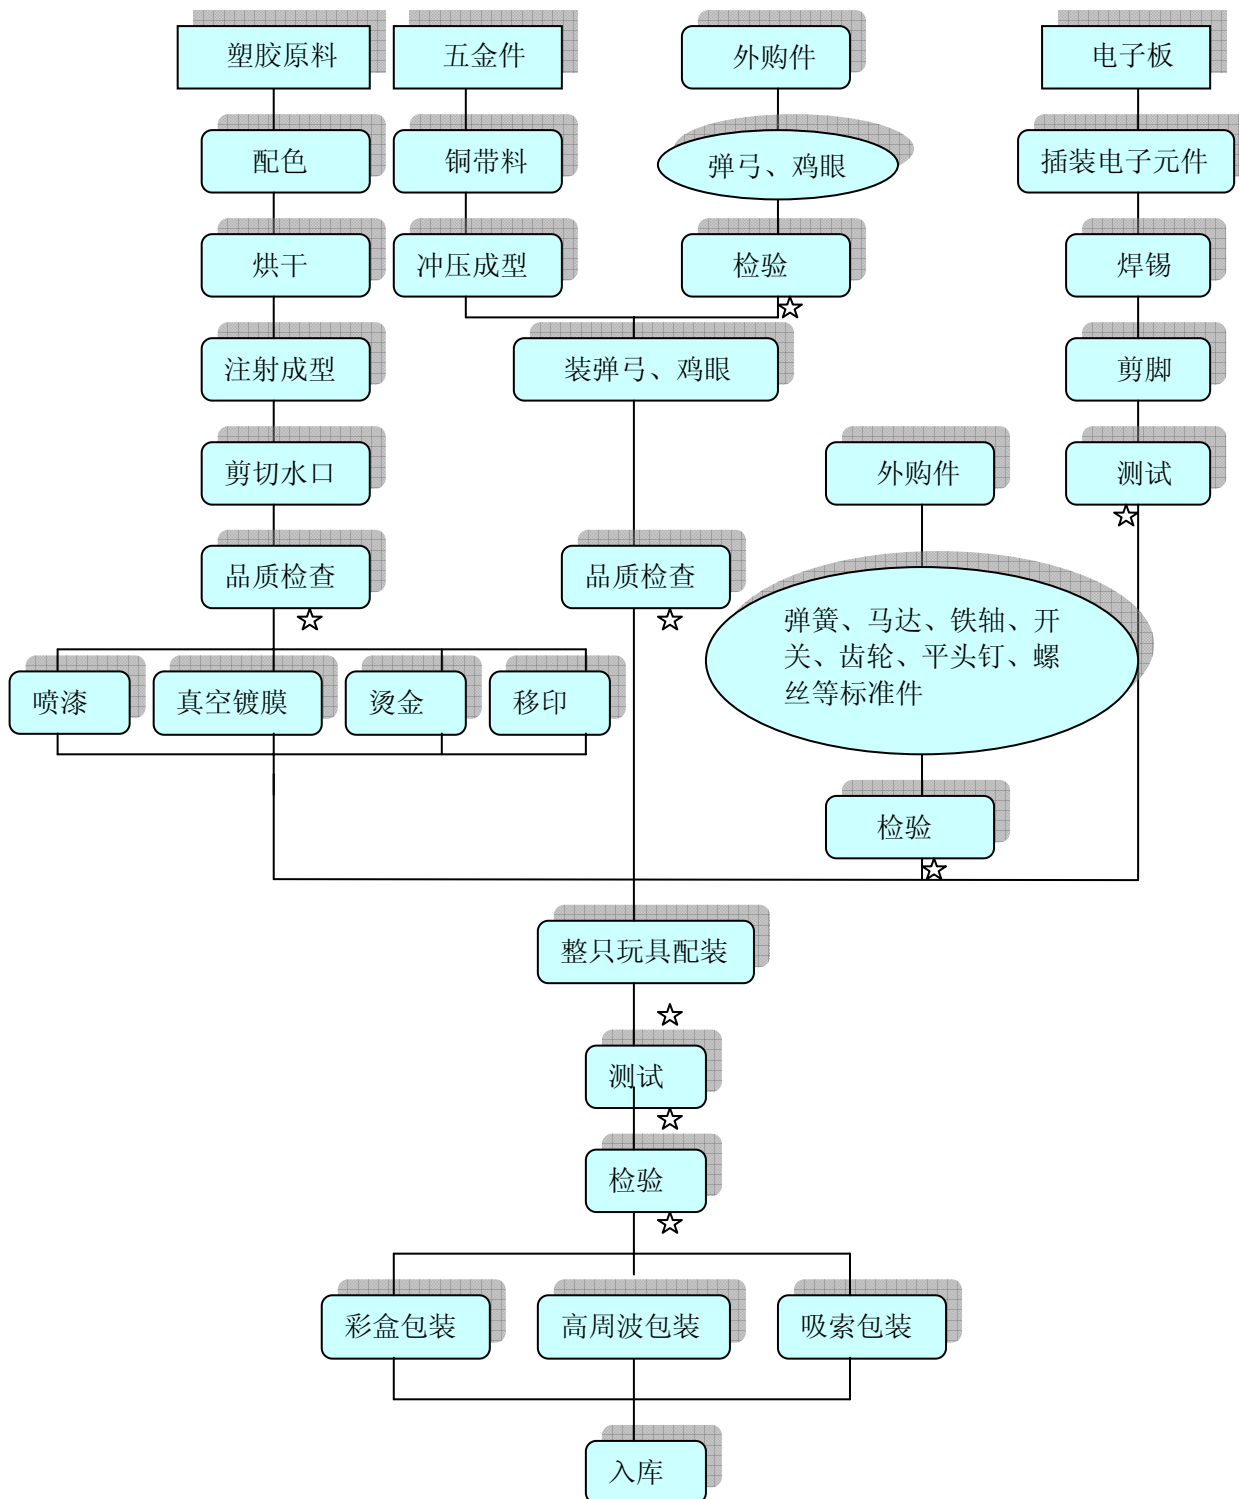 塑胶原料
五金件
外购件
电子板
配色
铜带料
弹弓、鸡眼
插装电子元件
烘干
冲压成型
检验
焊锡
注射成型
装弹弓、鸡眼
剪脚
剪切水口
外购件
测试
品质检查
品质检查
弹簧、马达、铁轴、开
关、齿轮、平头钉、螺
丝等标准件
喷漆
真空镀膜
烫金
移印
检验
整只玩具配装
测试
检验
彩盒包装
高周波包装
吸索包装
入库